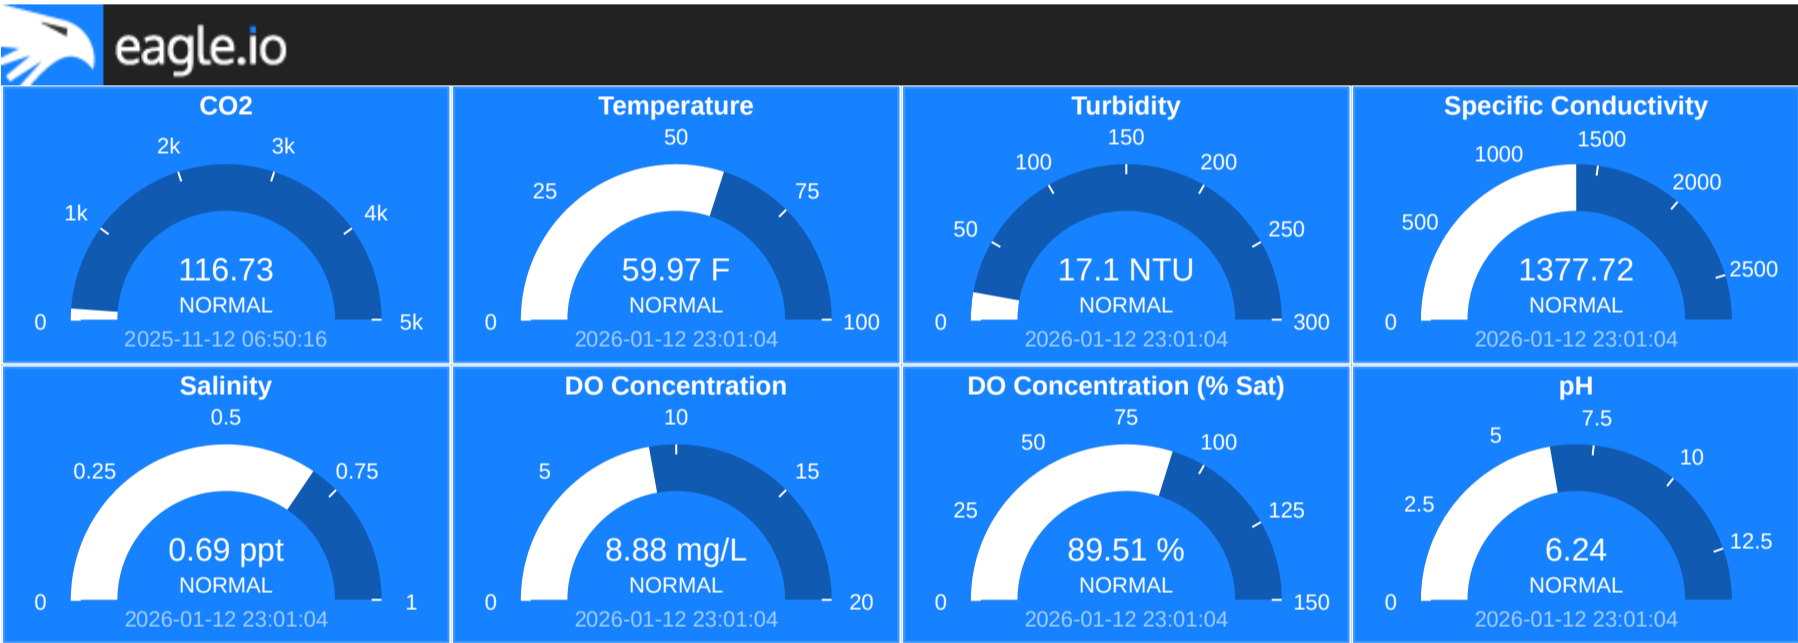 eagle.io
CO2
2k 3k
1k 4k
116.73
NORMAL
0 5k
2025-11-12 06:50:16
Temperature
50
25 75
59.97 F
NORMAL
0 100
2026-01-12 23:01:04
Turbidity
150
100 200
50 250
17.1 NTU
NORMAL
0 300
2026-01-12 23:01:04
Specific Conductivity
1500
1000
2000
500
2500
1377.72
NORMAL
0
2026-01-12 23:01:04
Salinity
0.5
0.25 0.75
0.69 ppt
NORMAL
0 1
2026-01-12 23:01:04
DO Concentration
10
5 15
8.88 mg/L
NORMAL
0 20
2026-01-12 23:01:04
DO Concentration (% Sat)
75
50 100
25 125
89.51 %
NORMAL
0 150
2026-01-12 23:01:04
pH
7.5
5
10
2.5
12.5
6.24
NORMAL
0
2026-01-12 23:01:04